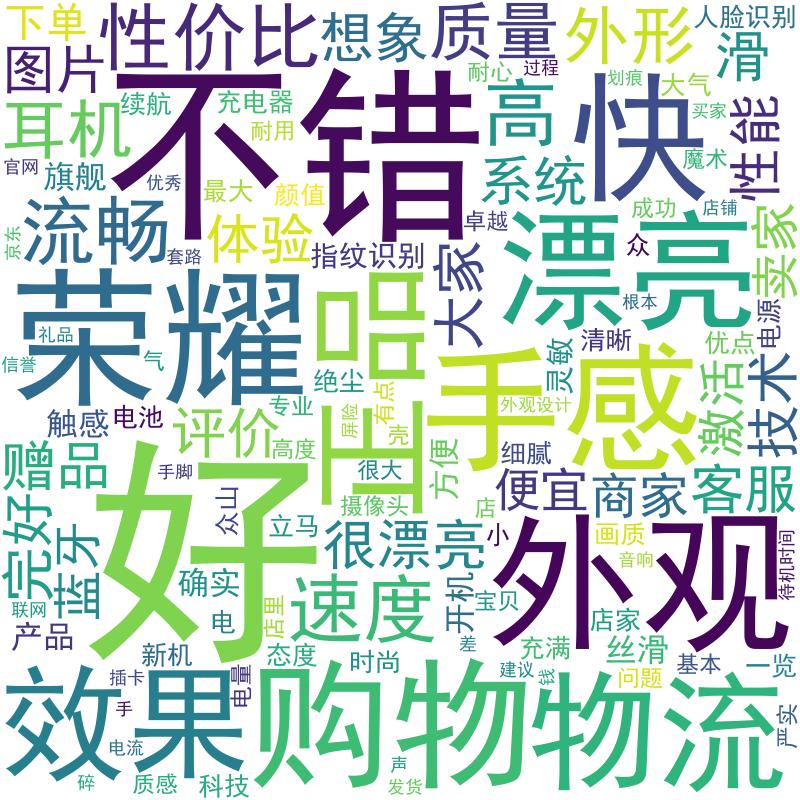 下单
性价比
想象
质量
外形
人脸识别
滑
图片
不错
耐心
过程
划痕
大气
买家
耳机
续航
充电器
耐用
高
快
性能
官网
旗舰
优秀
最大
颜值
系统
卓越
魔术
成功
店铺
京东
流畅
套路
体验
指纹识别
大家
漂亮
众
卖家
荣耀
正品
根本
电源
礼品
信誉
气
绝尘
清晰
灵敏
优点
手感
外观设计
激活
技术
触感
电池
评价
专业
有点
屏险
壳
高度
方便
细腻
赠品
手脚
好
很大
摄像头
店
便宜
商家
客服
完好
蓝牙
众山
立马
很漂亮
小
画质
外观
音响
待机时间
联网
确实
电
店里
速度
开机
宝贝
店家
差
产品
新机
态度
时尚
充满
丝滑
建议
钱
问题
基本
一览
效果
插卡
手
电量
购物
物流
严实
电流
碎
质感
科技
声
发货